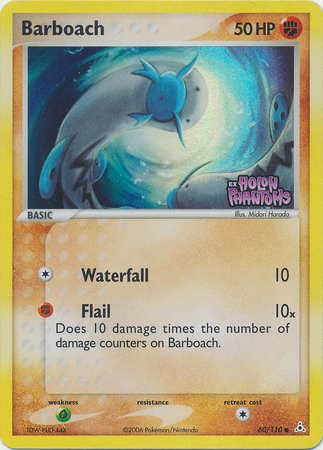 Barboach
50 HP
EX
HOLON
PHANTOMS
Illus. Midori Harada
BASIC
Waterfall 10
Flail 10x
Does 10 damage times the number of
damage counters on Barboach.
weakness resistance retreat cost
©2006 Pokémon/Nintendo
60/110